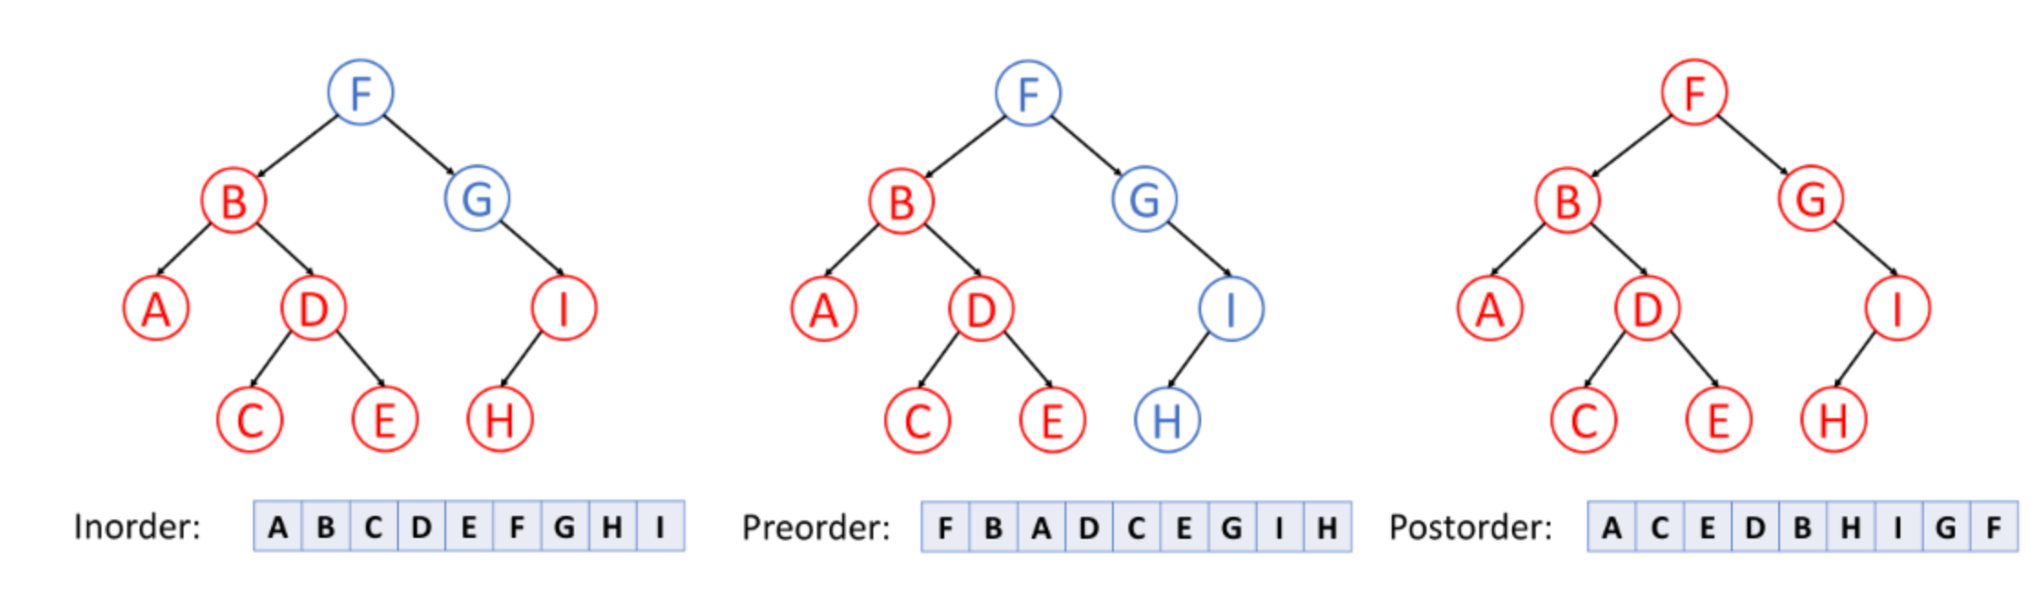 F
B G
A D I
C E H
Inorder: A B C D E F G H I
F
B G
A D I
C E H
Preorder: F B A D C E G I H
F
B G
A D I
C E H
Postorder: A C E D B H I G F